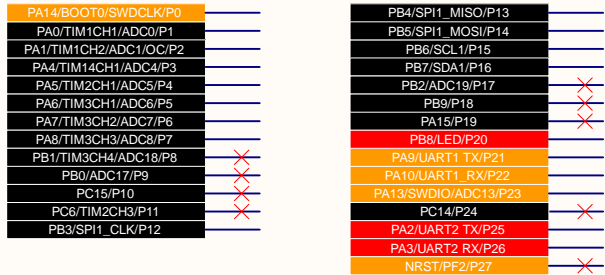 PA14/BOOT0/SWDCLK/P0
PA0/TIM1CH1/ADC0/P1
PA1/TIM1CH2/ADC1/OC/P2
PA4/TIM14CH1/ADC4/P3
PA5/TIM2CH1/ADC5/P4
PA6/TIM3CH1/ADC6/P5
PA7/TIM3CH2/ADC7/P6
PA8/TIM3CH3/ADC8/P7
PB1/TIM3CH4/ADC18/P8
PB0/ADC17/P9
PC15/P10
PC6/TIM2CH3/P11
PB3/SPI1_CLK/P12
PB4/SPI1_MISO/P13
PB5/SPI1_MOSI/P14
PB6/SCL1/P15
PB7/SDA1/P16
PB2/ADC19/P17
PB9/P18
PA15/P19
PB8/LED/P20
PA9/UART1 TX/P21
PA10/UART1_RX/P22
PA13/SWDIO/ADC13/P23
PC14/P24
PA2/UART2 TX/P25
PA3/UART2 RX/P26
NRST/PF2/P27